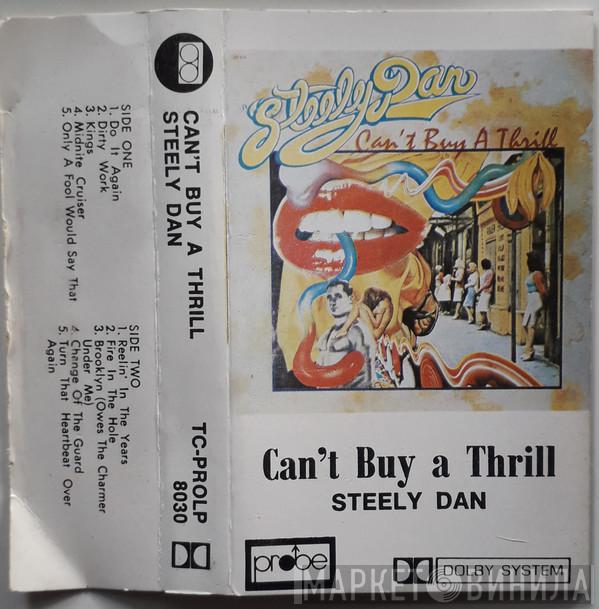 SIDE ONE
1. Do It Again
2. Dirty Work
3. Kings
4. Midnite Cruiser
5. Only A Fool Would Say That
SIDE TWO
1. Reelin' In The Years
2. Fire In The Hole
3. Brooklyn (Owes The Charmer
Under Me)
4. Change Of The Guard
5. Turn That Heartbeat Over
Again
CAN'T BUY A THRILL
STEELY DAN
TC-PROLP
8030
Steely Dan
Can't Buy A Thrill
Can't Buy a Thrill
STEELY DAN
probe
DOLBY SYSTEM
МАРКЕТ ВИНИЛА